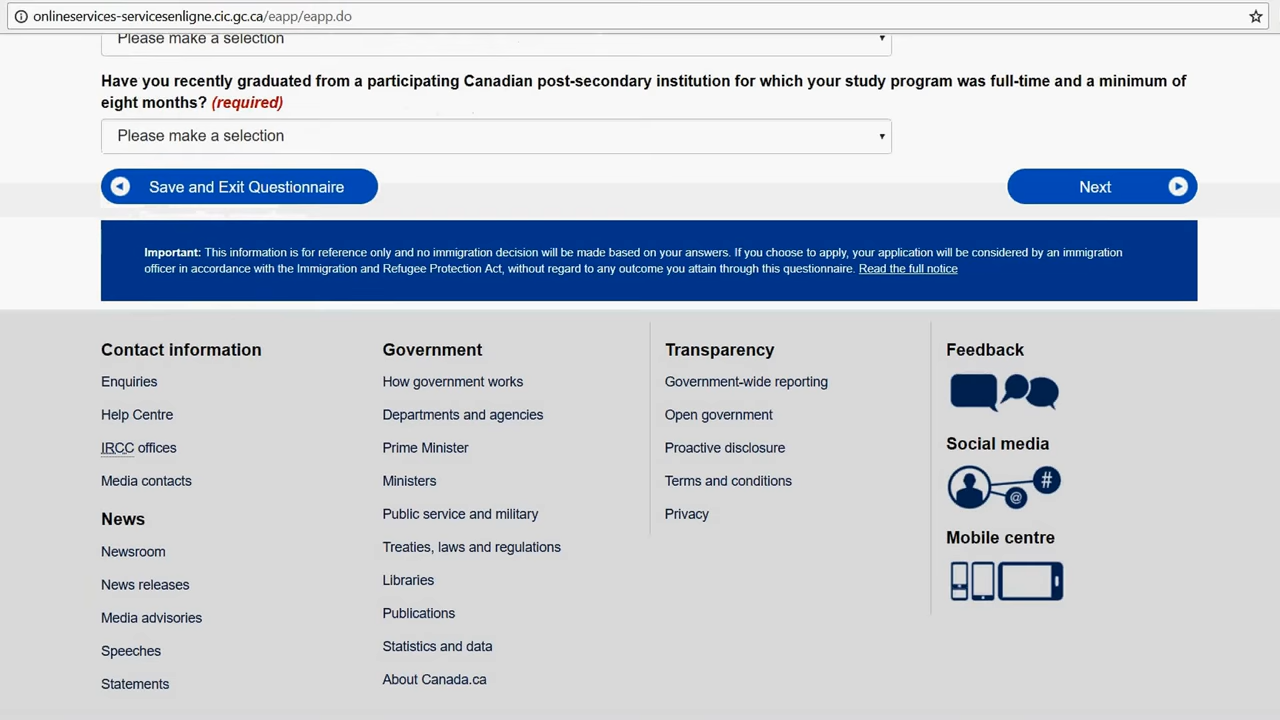 onlineservices-servicesenligne.cic.gc.ca/eapp/eapp.do
Please make a selection
Have you recently graduated from a participating Canadian post-secondary institution for which your study program was full-time and a minimum of
eight months? (required)
Please make a selection
Save and Exit Questionnaire
Next
Important: This information is for reference only and no immigration decision will be made based on your answers. If you choose to apply, your application will be considered by an immigration
officer in accordance with the Immigration and Refugee Protection Act, without regard to any outcome you attain through this questionnaire. Read the full notice
Contact information
Enquiries
Help Centre
IRCC offices
Media contacts
News
Newsroom
News releases
Media advisories
Speeches
Statements
Government
How government works
Departments and agencies
Prime Minister
Ministers
Public service and military
Treaties, laws and regulations
Libraries
Publications
Statistics and data
About Canada.ca
Transparency
Government-wide reporting
Open government
Proactive disclosure
Terms and conditions
Privacy
Feedback
Social media
#
@
Mobile centre